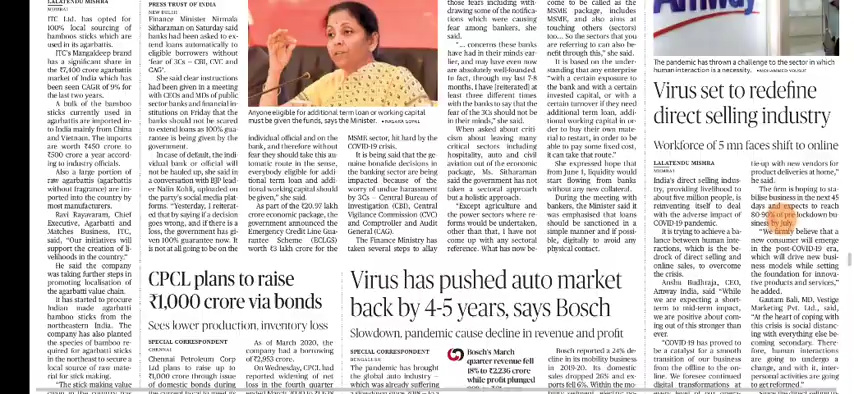 LALATENDU MISHRA
MUMBAI
ITC Ltd. has opted for
100% local sourcing of
bamboos sticks which are
used in its agarbattis.
ITC's Mangaldeep brand
has a significant share in
the ₹7,400 crore agarbatti
market of India which has
been seen CAGR of 9% for
the last two years.
A bulk of the bamboo
sticks currently used in
agarbattis are imported in-
to India mainly from China
and Vietnam. The imports
are worth ₹450 crore to
₹500 crore a year accord-
ing to industry officials.
Also a large portion of
raw agarbattis (agarbattis
without fragrance) are im-
ported into the country by
most manufacturers.
Ravi Rayavaram, Chief
Executive, Agarbatti and
Matches Business, ITC,
said, "Our initiatives will
support the creation of li-
velihoods in the country."
He said the company
was taking further steps in
promoting localisation of
the agarbatti value chain.
It has started to procure
Indian made agarbatti
bamboo sticks from the
northeastern India. The
company has also planned
the species of bamboo re-
quired for agarbatti sticks
in the northeast to secure a
local source of raw mate-
rial for stick making.
"The stick making value
PRESS TRUST OF INDIA
NEW DELHI
Finance Minister Nirmala
Sitharaman on Saturday said
banks had been asked to ex-
tend loans automatically to
eligible borrowers without
'fear of 3Cs – CBI, CVC and
CAG'.
She said clear instructions
had been given in a meeting
with CEOs and MDs of public
sector banks and financial in-
stitutions on Friday that the
banks should not be scared
to extend loans as 100% gua-
rantee is being given by the
government.
In case of default, the indi-
vidual bank or official will
not be hauled up, she said in
a conversation with BJP lead-
er Nalin Kohli, uploaded on
the party's social media plat-
forms. "Yesterday, I reiterat-
ed that by saying if a decision
goes wrong, and if there is a
loss, the government has gi-
ven 100% guarantee now. It
is not at all going to be on the
Anyone eligible for additional term loan or working capital
must be given the funds, says the Minister.
individual official and on the
bank, and therefore without
fear they should take this au-
tomatic route in the sense,
everybody eligible for addi-
tional term loan and addi-
tional working capital should
be given", she said.
As part of the ₹20.97 lakh
crore economic package, the
government announced the
Emergency Credit Line Gua-
rantee Scheme (ECLGS)
worth ₹3 lakh crore for the
MSME sector, hit hard by the
COVID-19 crisis.
It is being said that the ge-
nuine bonafide decisions in
the banking sector are being
impacted because of the
worry of undue harassment
by 3Cs – Central Bureau of
Investigation (CBI), Central
Vigilance Commission (CVC)
and Comptroller and Audit
General (CAG).
The Finance Ministry has
taken several steps to allay
those fears including with-
drawing some of the notifica-
tions which were causing
fear among bankers, she
said.
"... concerns these banks
have had in their minds earli-
er, and may have even now
are absolutely well-founded.
In fact, through my last 7-8
months, I have [reiterated] at
least three different times
with the banks to say that the
fear of the 3Cs should not be
in their minds," she said.
When asked about criti-
cism about leaving many
critical sectors including
hospitality, auto and civil
aviation out of the economic
package, Ms. Sitharaman
said the government has not
taken a sectoral approach
but a holistic approach.
"Except agriculture and
the power sectors where re-
forms would be undertaken,
other than that, I have not
come up with any sectoral
reference. What has now be-
come to be called as the
MSME package, includes
MSME, and also aims at
touching others (sectors)
too... So the sectors that you
are referring to can also be-
nefit through this," she said.
It is based on the under-
standing that any enterprise
"with a certain exposure to
the bank and with a certain
invested capital, or with a
certain turnover if they need
additional term loan, addi-
tional working capital in or-
der to buy their own mate-
rial to restart, in order to be
able to pay some fixed cost,
it can take that route."
She expressed hope that
from June 1, liquidity would
start flowing from banks
without any new collateral.
During the meeting with
bankers, the Minister said it
was emphasised that loans
should be sanctioned in a
simple manner and if possi-
ble, digitally to avoid any
physical contact.
Amway
The pandemic has thrown a challenge to the sector in which
human interaction is a necessity.
Virus set to redefine
direct selling industry
Workforce of 5 mn faces shift to online
LALATENDU MISHRA
MUMBAI
India's direct selling indus-
try, providing livelihood to
about five million people, is
reinventing itself to deal
with the adverse impact of
COVID-19 pandemic.
It is trying to achieve a ba-
lance between human inte-
ractions, which is the be-
drock of direct selling and
online sales, to overcome
the crisis.
Anshu Budhraja, CEO,
Amway India, said "While
we are expecting a short-
term to mid-term impact,
we are positive about com-
ing out of this stronger than
ever.
"COVID-19 has proved to
be a catalyst for a smooth
transition of our business
from the offline to the on-
line. We foresee continued
digital transformations at
tie-up with new vendors for
product deliveries at home,"
he said.
The firm is hoping to sta-
bilise business in the next 45
days and expects to reach
80-90% of pre lockdown bu-
siness by July.
"We firmly believe that a
new consumer will emerge
in the post-COVID-19 era,
which will drive new busi-
ness models while setting
the foundation for innova-
tive products and services,"
he added.
Gautam Bali, MD, Vestige
Marketing Pvt. Ltd., said,
"At the heart of coping with
this crisis is social distanc-
ing with everything else be-
coming secondary. There-
fore, human interactions
are going to undergo a
change, and with it, inter-
personal activities are going
to get reformed."
CPCL plans to raise
₹1,000 crore via bonds
Sees lower production, inventory loss
SPECIAL CORRESPONDENT
CHENNAI
Chennai Petroleum Corp
Ltd plans to raise up to
₹1,000 crore through issue
of domestic bonds during
As of March 2020, the
company had a borrowing
of ₹2,953 crore.
On Wednesday, CPCL had
reported widening of net
loss in the fourth quarter
Virus has pushed auto market
back by 4-5 years, says Bosch
Slowdown, pandemic cause decline in revenue and profit
SPECIAL CORRESPONDENT
BENGALURU
The pandemic has brought
the global auto industry –
which was already suffering
Bosch's March
quarter revenue fell
18% to ₹2,236 crore
while profit plunged
Bosch reported a 24% de-
cline in its mobility business
in 2019-20. Its domestic
sales dropped 26% and ex-
ports fell 6%. Within the mo-